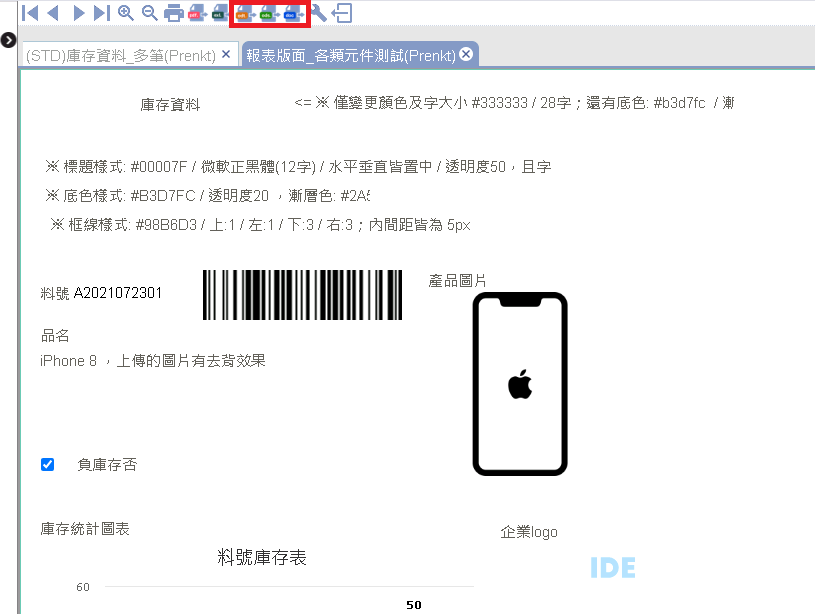 (STD)庫存資料_多筆(Prenkt) ×
報表版面_各類元件測試(Prenkt)
庫存資料
<= ※ 僅變更顏色及字大小 #333333 / 28字；還有底色: #b3d7fc / 漸
※ 標題樣式: #00007F / 微軟正黑體(12字) / 水平垂直皆置中 / 透明度50，且字
※ 底色樣式: #B3D7FC / 透明度20 ，漸層色: #2A5
※ 框線樣式: #98B6D3 / 上:1 / 左:1 / 下:3 / 右:3；內間距皆為 5px
產品圖片
料號 A2021072301
品名
iPhone 8 ，上傳的圖片有去背效果
負庫存否
庫存統計圖表
企業logo
料號庫存表
IDE
60
50